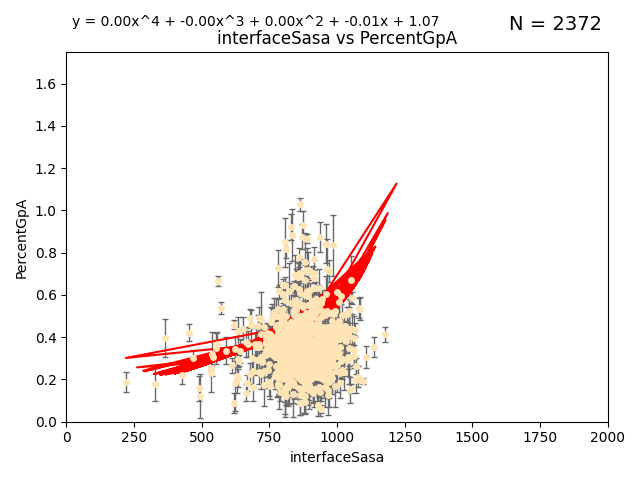 y = 0.00x^4 + -0.00x^3 + 0.00x^2 + -0.01x + 1.07
N = 2372
interfaceSasa vs PercentGpA
1.6
1.4
1.2
1.0
0.8
0.6
0.4
0.2
0.0
PercentGpA
0 250 500 750 1000 1250 1500 1750 2000
interfaceSasa